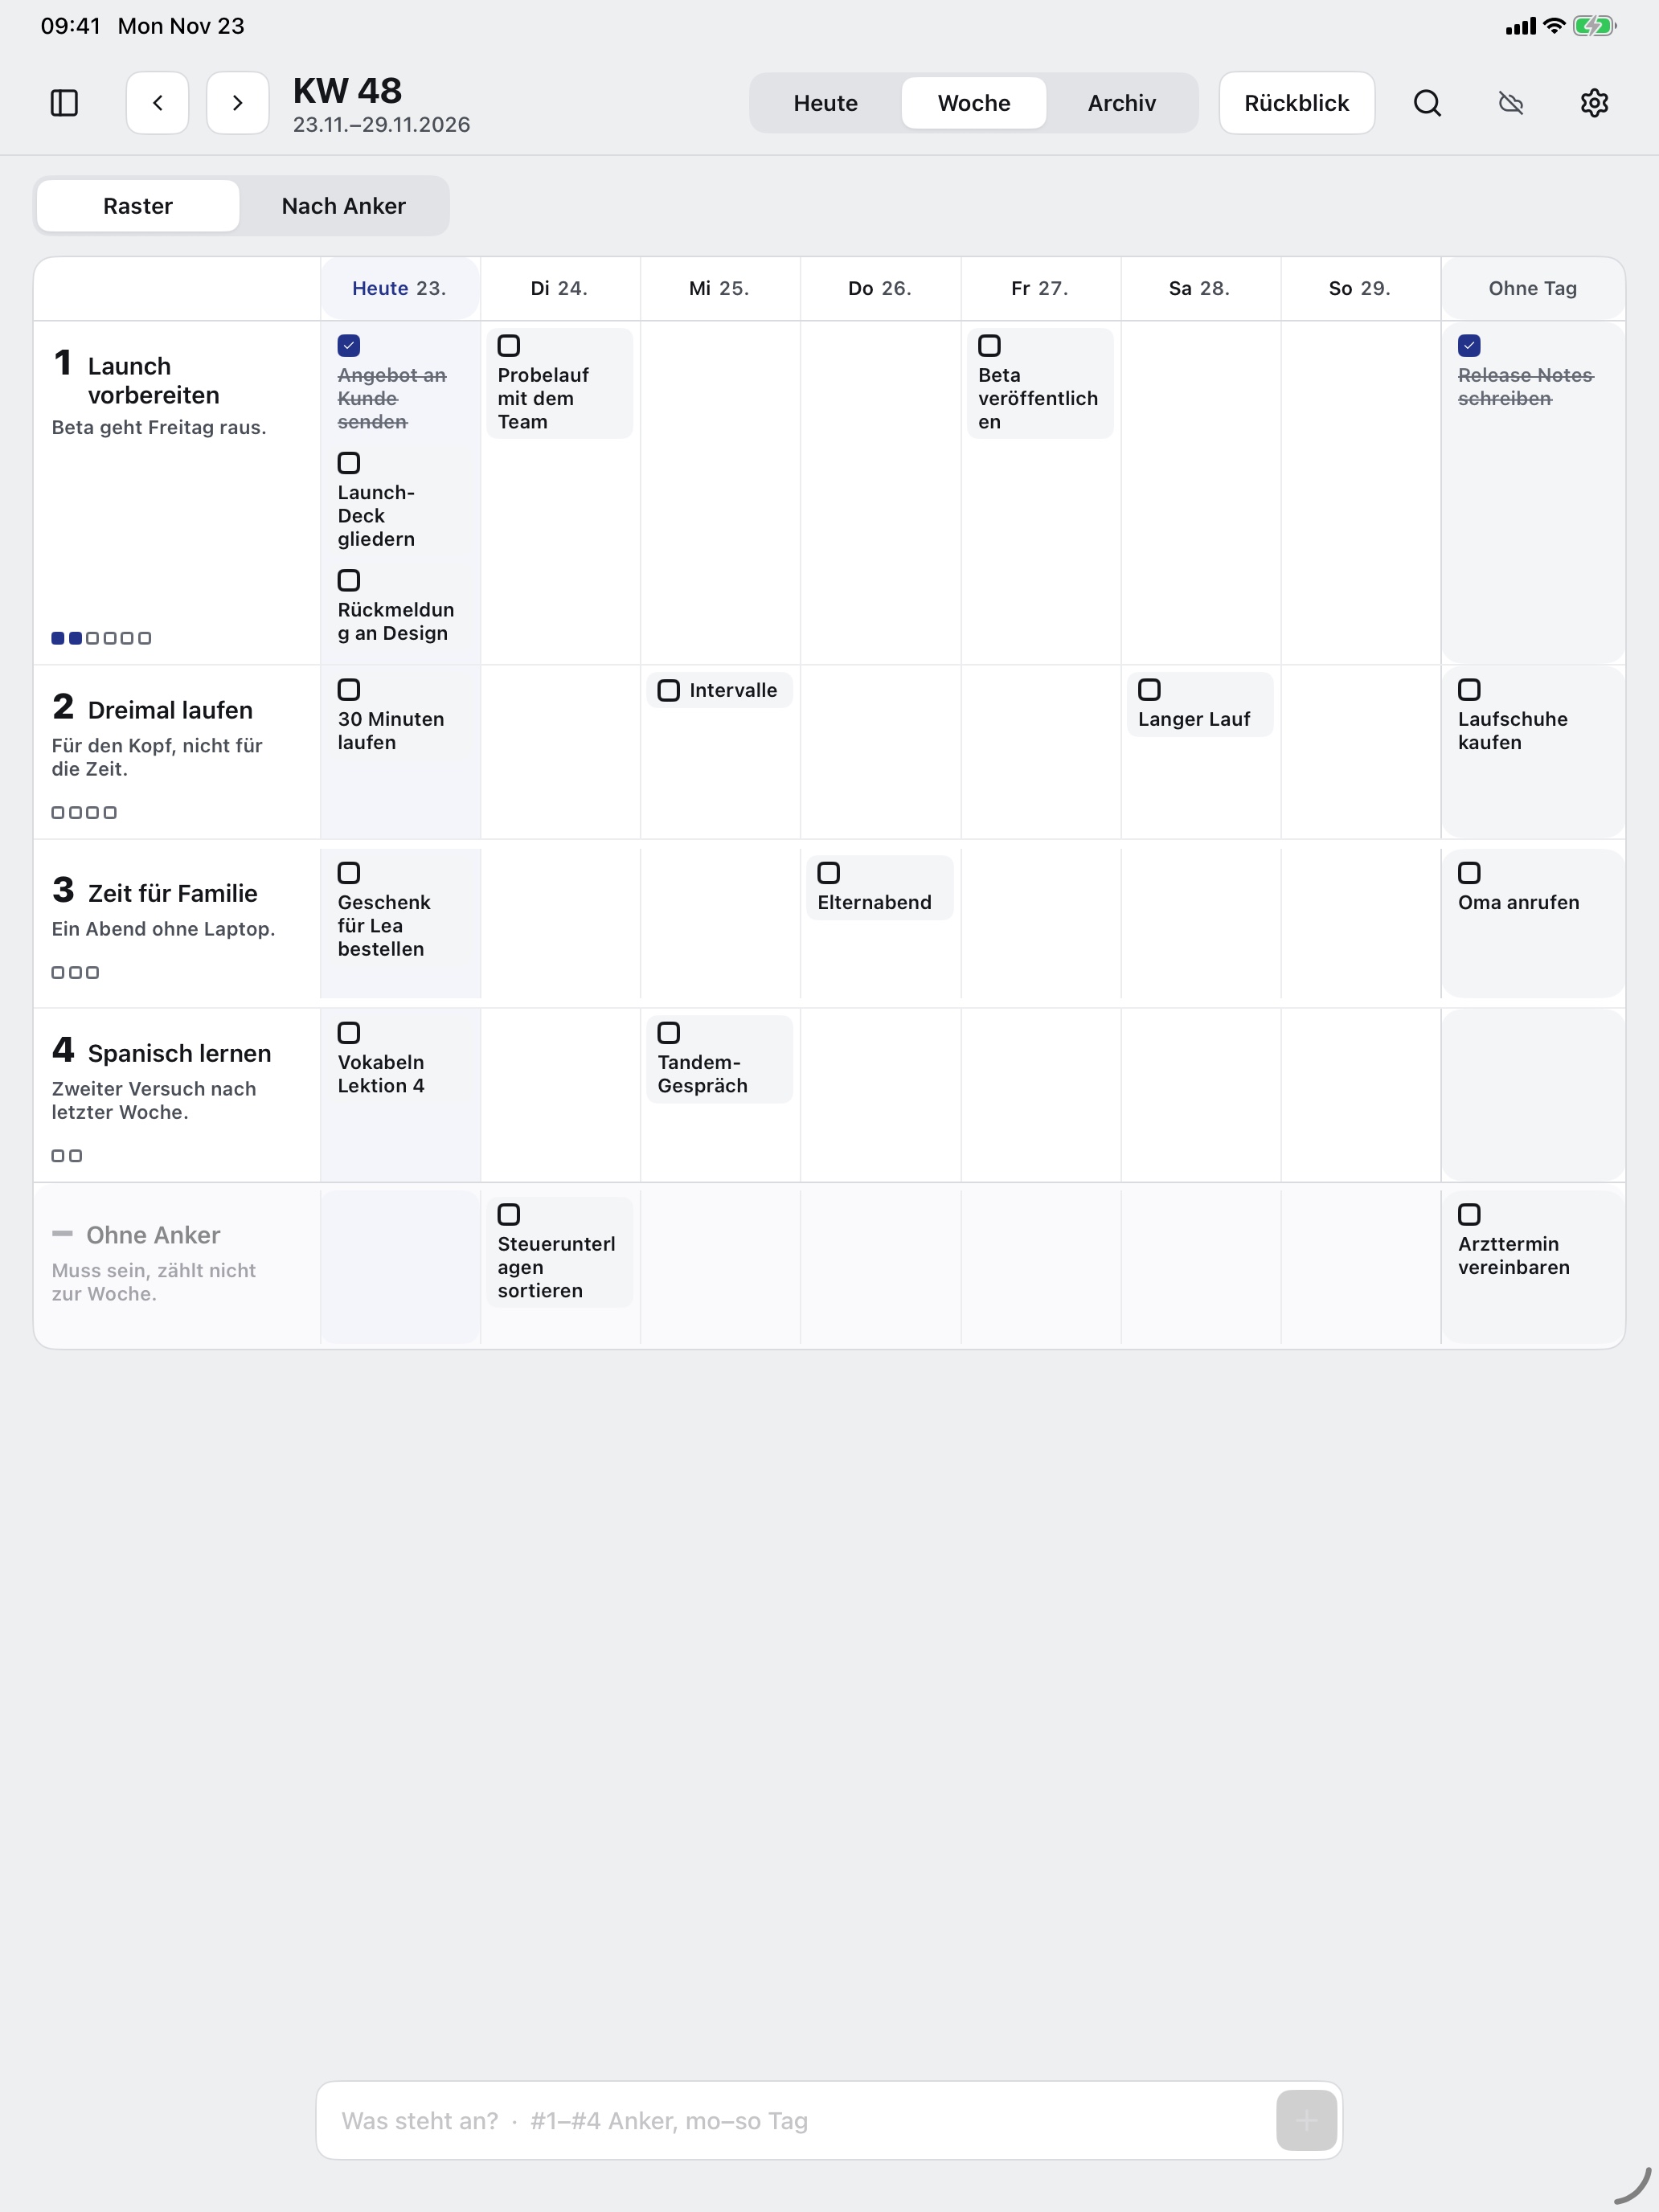 09:41 Mon Nov 23
KW 48
23.11.–29.11.2026
Heute
Woche
Archiv
Rückblick
Raster
Nach Anker
Heute 23.
Di 24.
Mi 25.
Do 26.
Fr 27.
Sa 28.
So 29.
Ohne Tag
1 Launch
vorbereiten
Beta geht Freitag raus.
Angebot an
Kunde
senden
Launch-
Deck
gliedern
Rückmeldun
g an Design
Probelauf
mit dem
Team
Beta
veröffentlich
en
Release Notes
schreiben
2 Dreimal laufen
Für den Kopf, nicht für
die Zeit.
30 Minuten
laufen
Intervalle
Langer Lauf
Laufschuhe
kaufen
3 Zeit für Familie
Ein Abend ohne Laptop.
Geschenk
für Lea
bestellen
Elternabend
Oma anrufen
4 Spanisch lernen
Zweiter Versuch nach
letzter Woche.
Vokabeln
Lektion 4
Tandem-
Gespräch
– Ohne Anker
Muss sein, zählt nicht
zur Woche.
Steuerunterl
agen
sortieren
Arzttermin
vereinbaren
Was steht an? · #1–#4 Anker, mo–so Tag